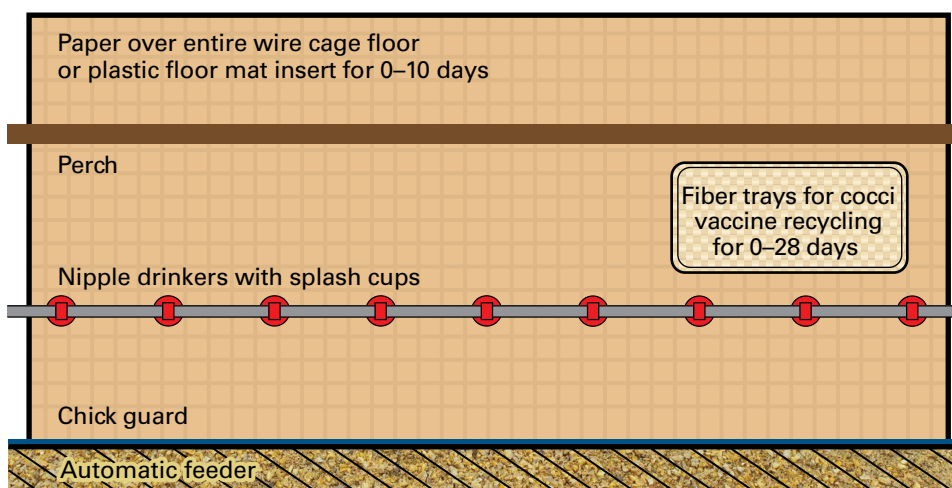 Paper over entire wire cage floor
or plastic floor mat insert for 0–10 days
Perch
Fiber trays for cocci
vaccine recycling
for 0–28 days
Nipple drinkers with splash cups
Chick guard
Automatic feeder